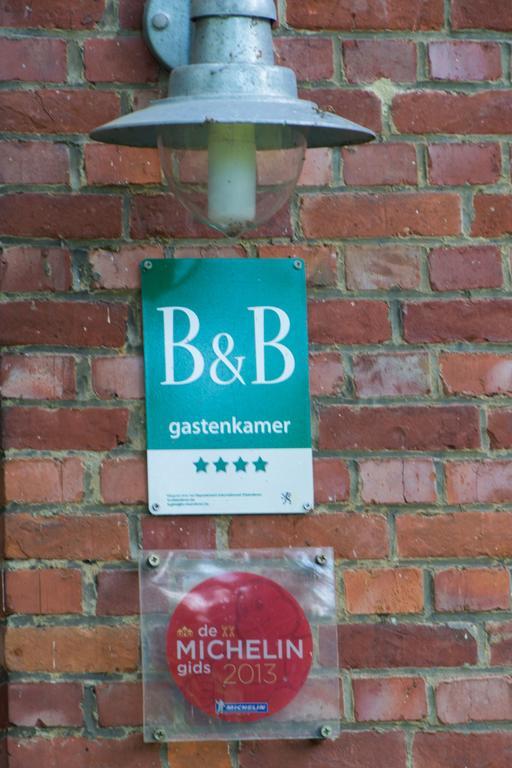 B&B
gastenkamer
de
MICHELIN
gids 2013
MICHELIN